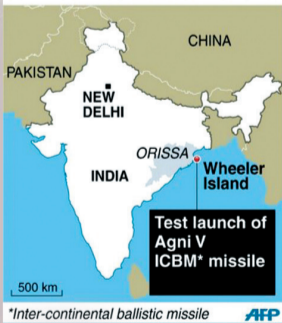 CHINA
PAKISTAN
NEW
DELHI
ORISSA
INDIA
Wheeler
Island
Test launch of
Agni V
ICBM* missile
500 km
*Inter-continental ballistic missile
AFP